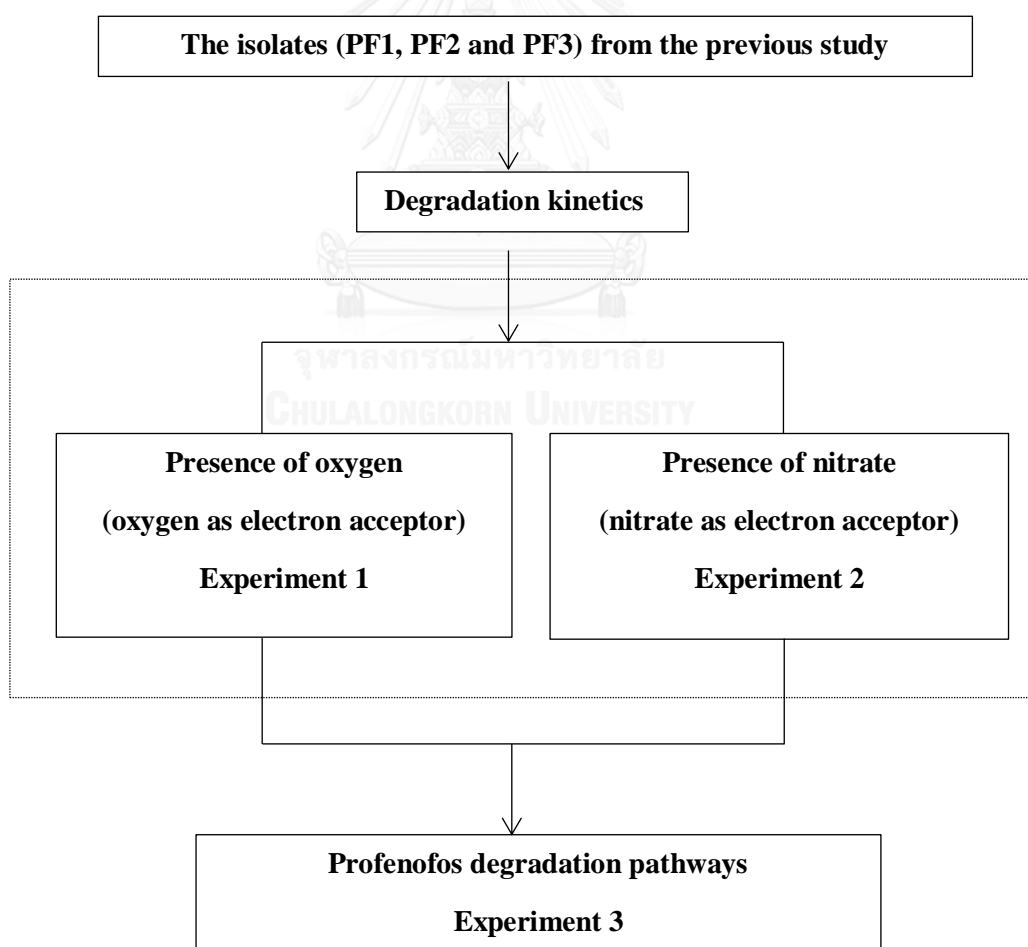 The isolates (PF1, PF2 and PF3) from the previous study
Degradation kinetics
จุฬาลงกรณ์มหาวิทยาลัย
CHULALONGKORN UNIVERSITY
Presence of oxygen
(oxygen as electron acceptor)
Experiment 1
Presence of nitrate
(nitrate as electron acceptor)
Experiment 2
Profenofos degradation pathways
Experiment 3